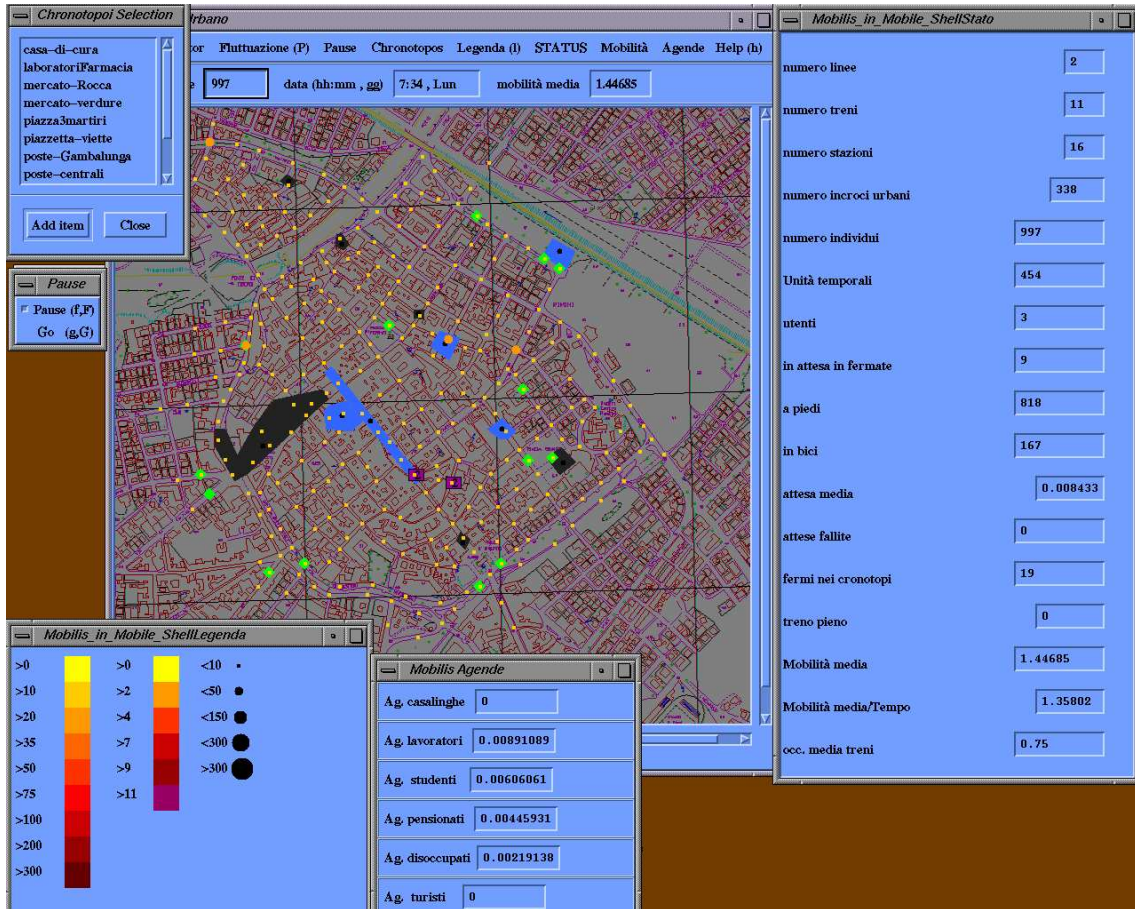 Chronotopoi Selection
casa-di-cura
laboratoriFarmacia
mercato-Rocca
mercato-verdure
piazza3martiri
piazzetta-viette
poste-Gambalunga
poste-centrali
Add item Close
Pause
Pause (f,F)
Go (g,G)
Urbano
tor Fluttuazione (P) Pause Chronotopos Legenda (l) STATUS Mobilità Agende Help (h)
e 997 data (hh:mm , gg) 7:34 , Lun mobilità media 1.44685
Mobilis_in_Mobile_ShellStato
numero linee 2
numero treni 11
numero stazioni 16
numero incroci urbani 338
numero individui 997
Unità temporali 454
utenti 3
in attesa in fermate 9
a piedi 818
in bici 167
attesa media 0.008433
attese fallite 0
fermi nei cronotopi 19
treno pieno 0
Mobilità media 1.44685
Mobilità media/Tempo 1.35802
occ. media treni 0.75
Mobilis_in_Mobile_ShellLegenda
>0 >0 <10
>10 >2 <50
>20 >4 <150
>35 >7 <300
>50 >9 >300
>75 >11
>100
>200
>300
Mobilis Agende
Ag. casalinghe 0
Ag. lavoratori 0.00891089
Ag. studenti 0.00606061
Ag. pensionati 0.00445931
Ag. disoccupati 0.00219138
Ag. turisti 0